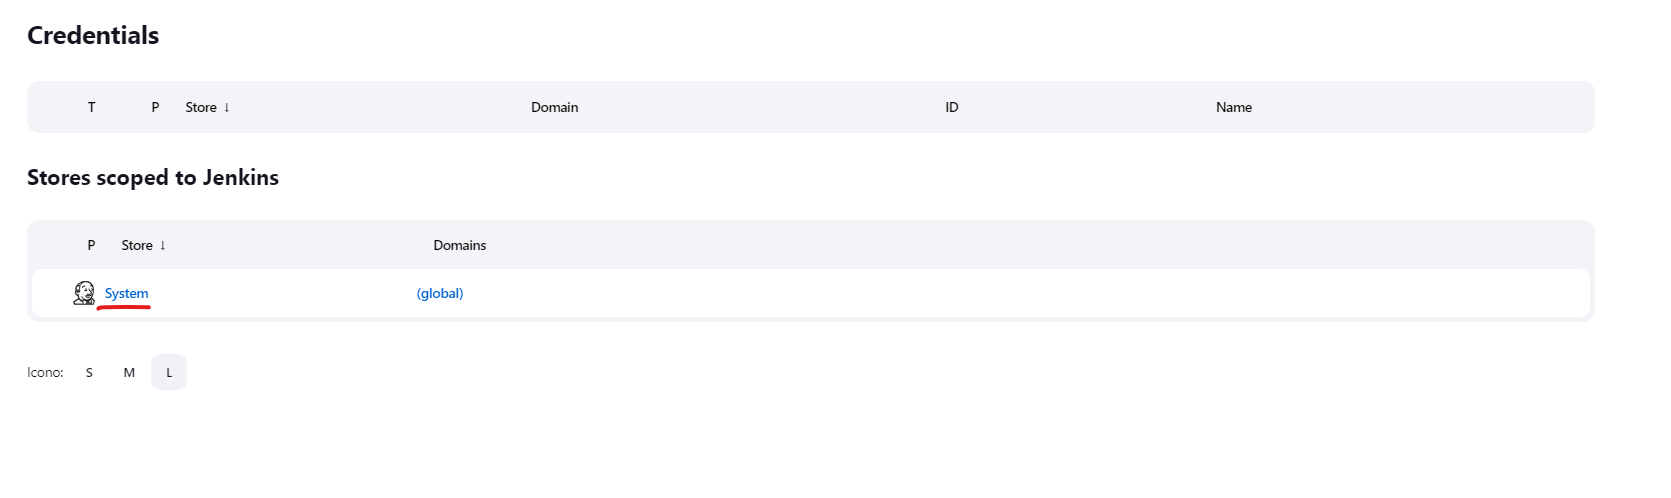 Credentials
T P Store ↓ Domain ID Name
Stores scoped to Jenkins
P Store ↓ Domains
System (global)
Icono: S M L